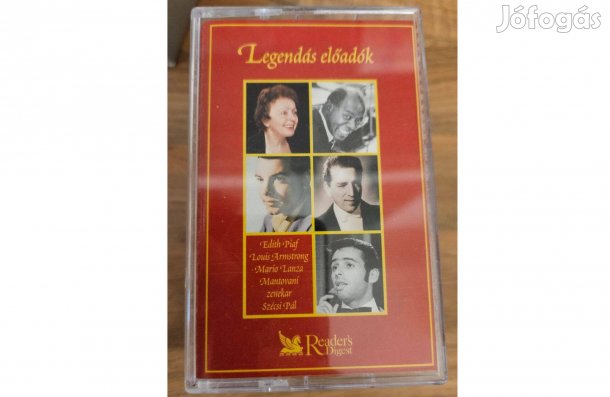 Jófogás
Legendás előadók
Edith Piaf
Louis Armstrong
Mario Lanza
Mantovani
zenekar
Szécsi Pál
Reader's
Digest